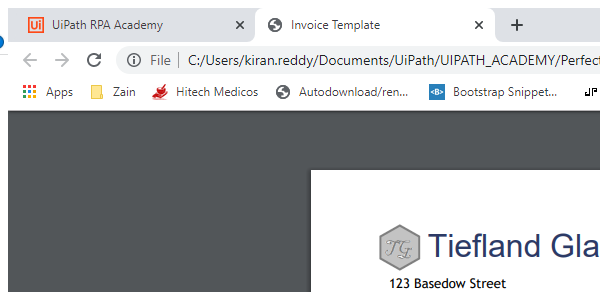 Ui UiPath RPA Academy Invoice Template
File C:/Users/kiran.reddy/Documents/UiPath/UIPATH_ACADEMY/Perfec
Apps Zain Hitech Medicos Autodownload/ren... <B> Bootstrap Snippet...
TG Tiefland Gla
123 Basedow Street